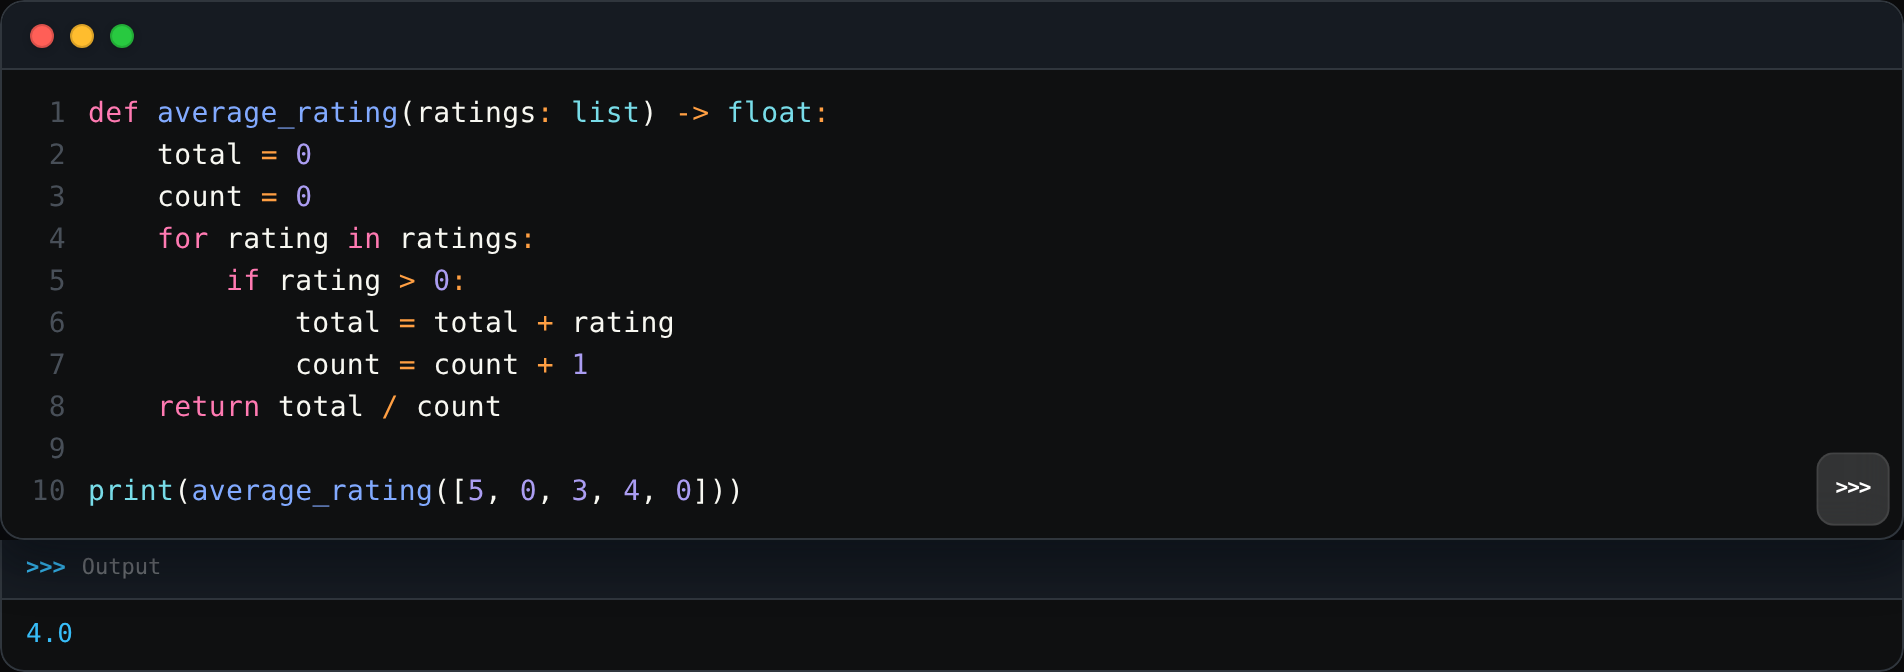 1 def average_rating(ratings: list) -> float:
2     total = 0
3     count = 0
4     for rating in ratings:
5         if rating > 0:
6             total = total + rating
7             count = count + 1
8     return total / count
9
10 print(average_rating([5, 0, 3, 4, 0]))
>>>
>>> Output
4.0